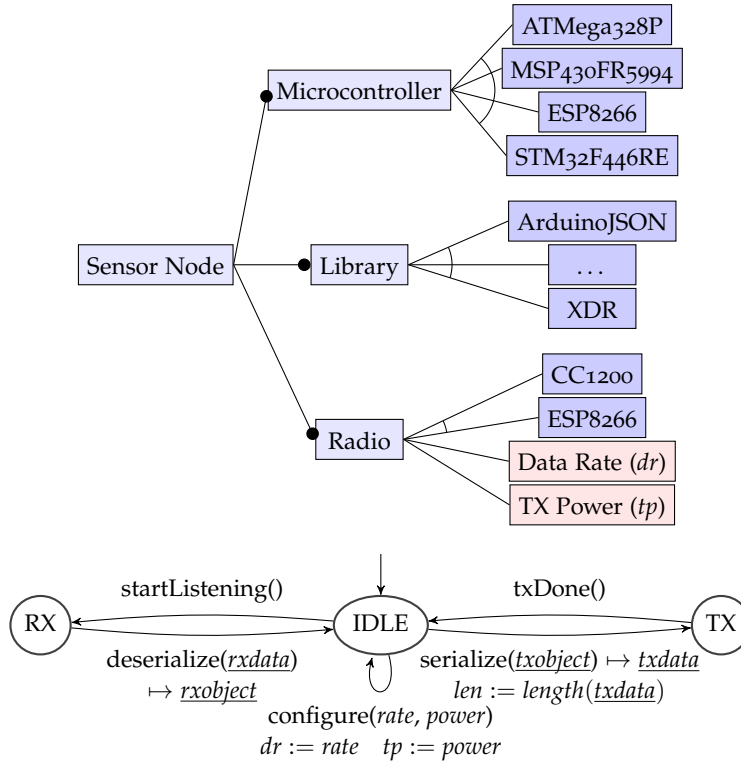 ATMega328P
MSP430FR5994
Microcontroller
ESP8266
STM32F446RE
ArduinoJSON
Sensor Node
Library
...
XDR
CC1200
ESP8266
Radio
Data Rate (dr)
TX Power (tp)
startListening()
txDone()
RX
IDLE
TX
deserialize(rxdata)
↦ rxobject
serialize(txobject) ↦ txdata
len := length(txdata)
configure(rate, power)
dr := rate tp := power